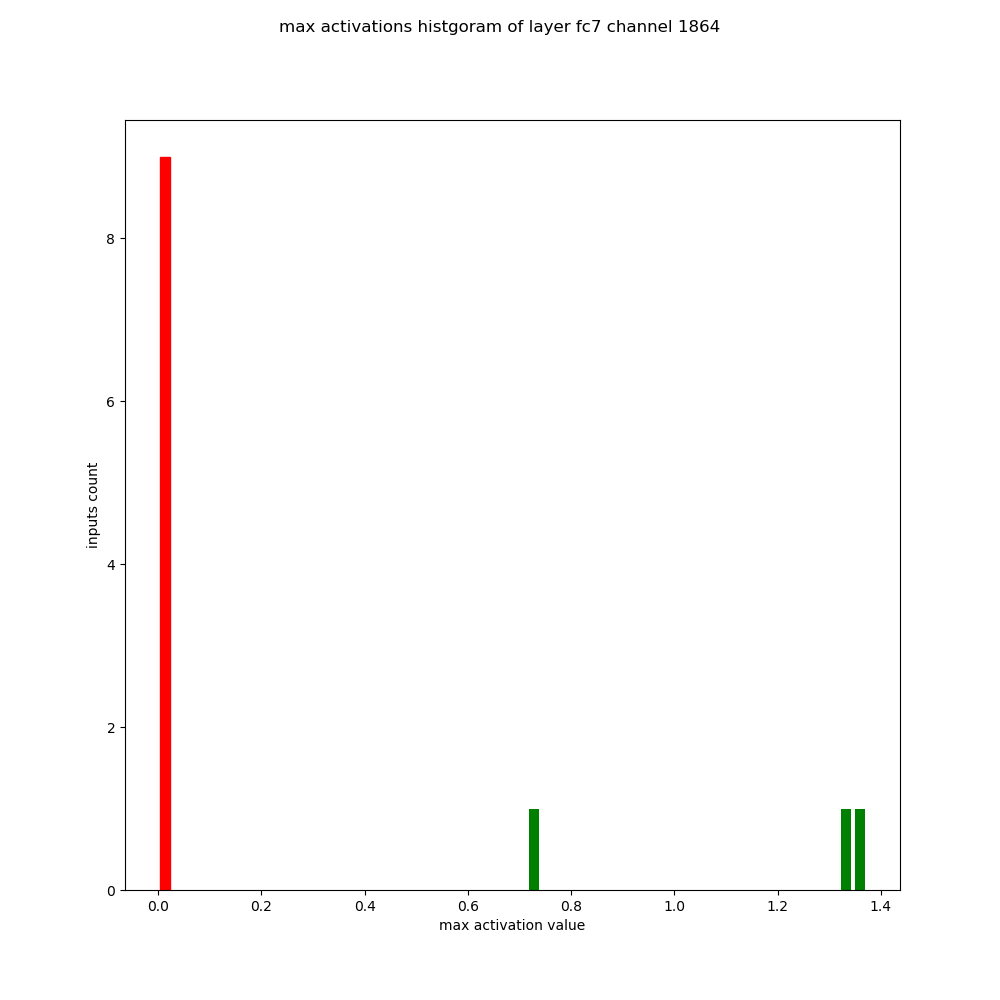 max activations histgoram of layer fc7 channel 1864
8
6
4
2
0
inputs count
0.0 0.2 0.4 0.6 0.8 1.0 1.2 1.4
max activation value